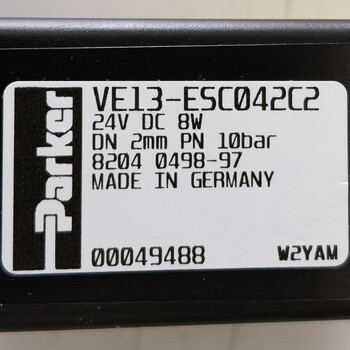 Parker
VE13-ESC042C2
24V DC 8W
DN 2mm PN 10bar
8204 0498-97
MADE IN GERMANY
00049488
W2YAM